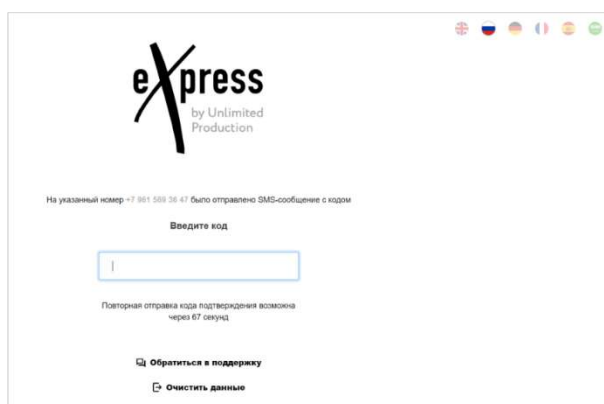 eXpress
by Unlimited
Production
На указанный номер +7 981 569 36 47 было отправлено SMS-сообщение с кодом
Введите код
Повторная отправка кода подтверждения возможна
через 67 секунд
Обратиться в поддержку
Очистить данные